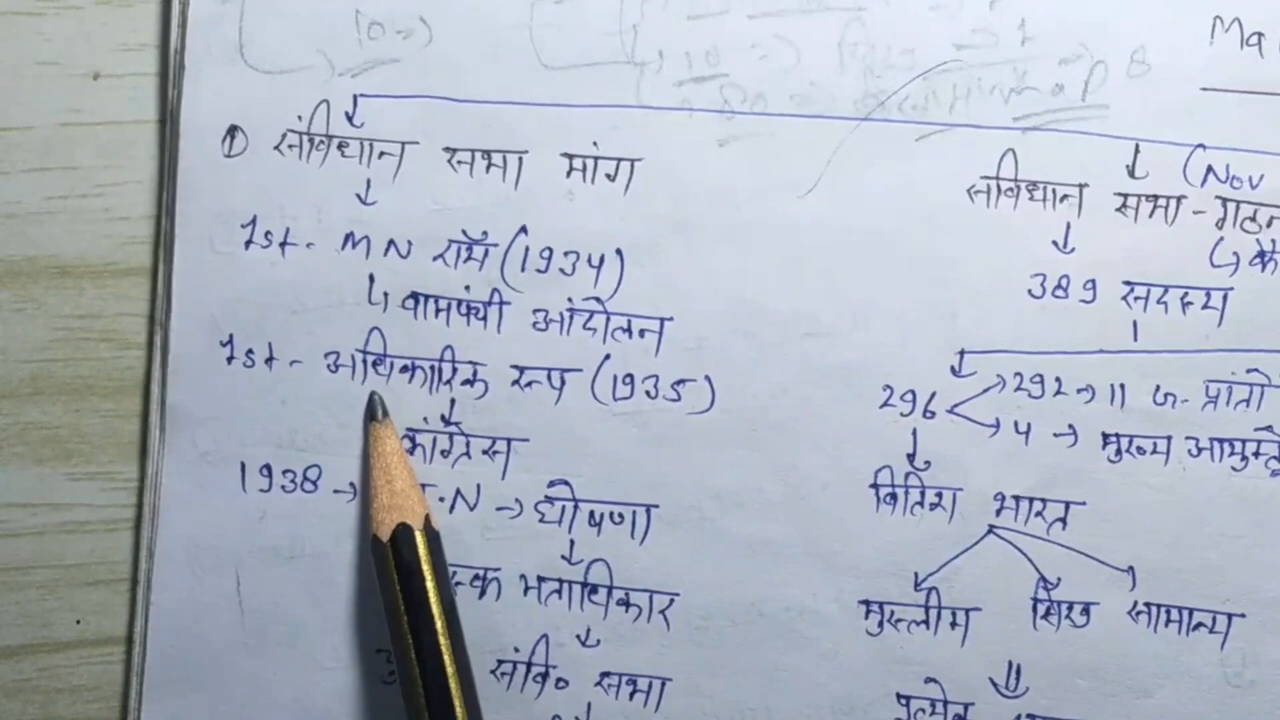 ① संविधान सभा मांग
↓
1st - M N रॉय (1934)
↳ वामपंथी आंदोलन
1st - अधिकारिक रूप (1935)
↓
कांग्रेस
1938 → .N → घोषणा
↓
मताधिकार
↓
संवि० सभा
Ma
↓ (Nov
संविधान सभा - गठन
↓ ↳ के
389 सदस्य
296 → 292 → 11 प्रांतो
→ 4 → मुख्य
↓
ब्रितिश भारत
मुस्लीम सिख सामान्य
⇓
प्रत्येक